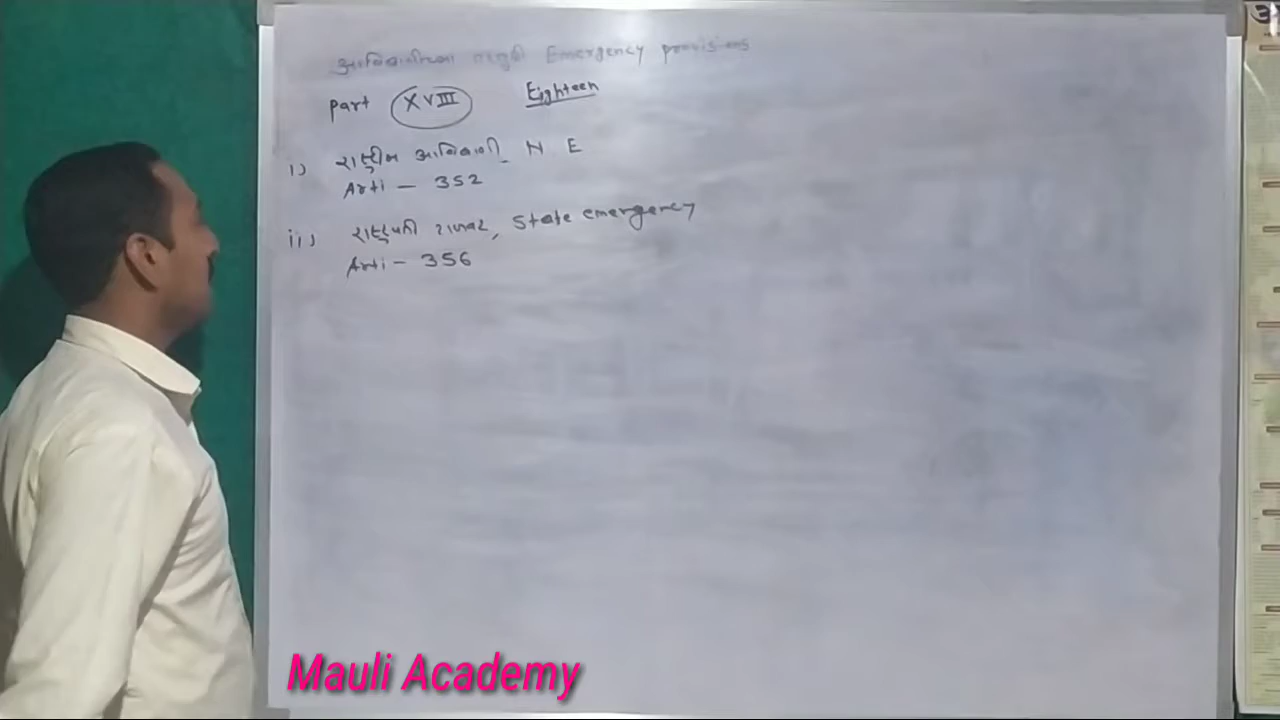 आणिबाणीच्या तरतुदी Emergency provisions
Part XVIII Eighteen
i) राष्ट्रीय आणिबाणी - N E
Arti - 352
ii) राष्ट्रपती राजवट, State emergency
Arti - 356
Mauli Academy